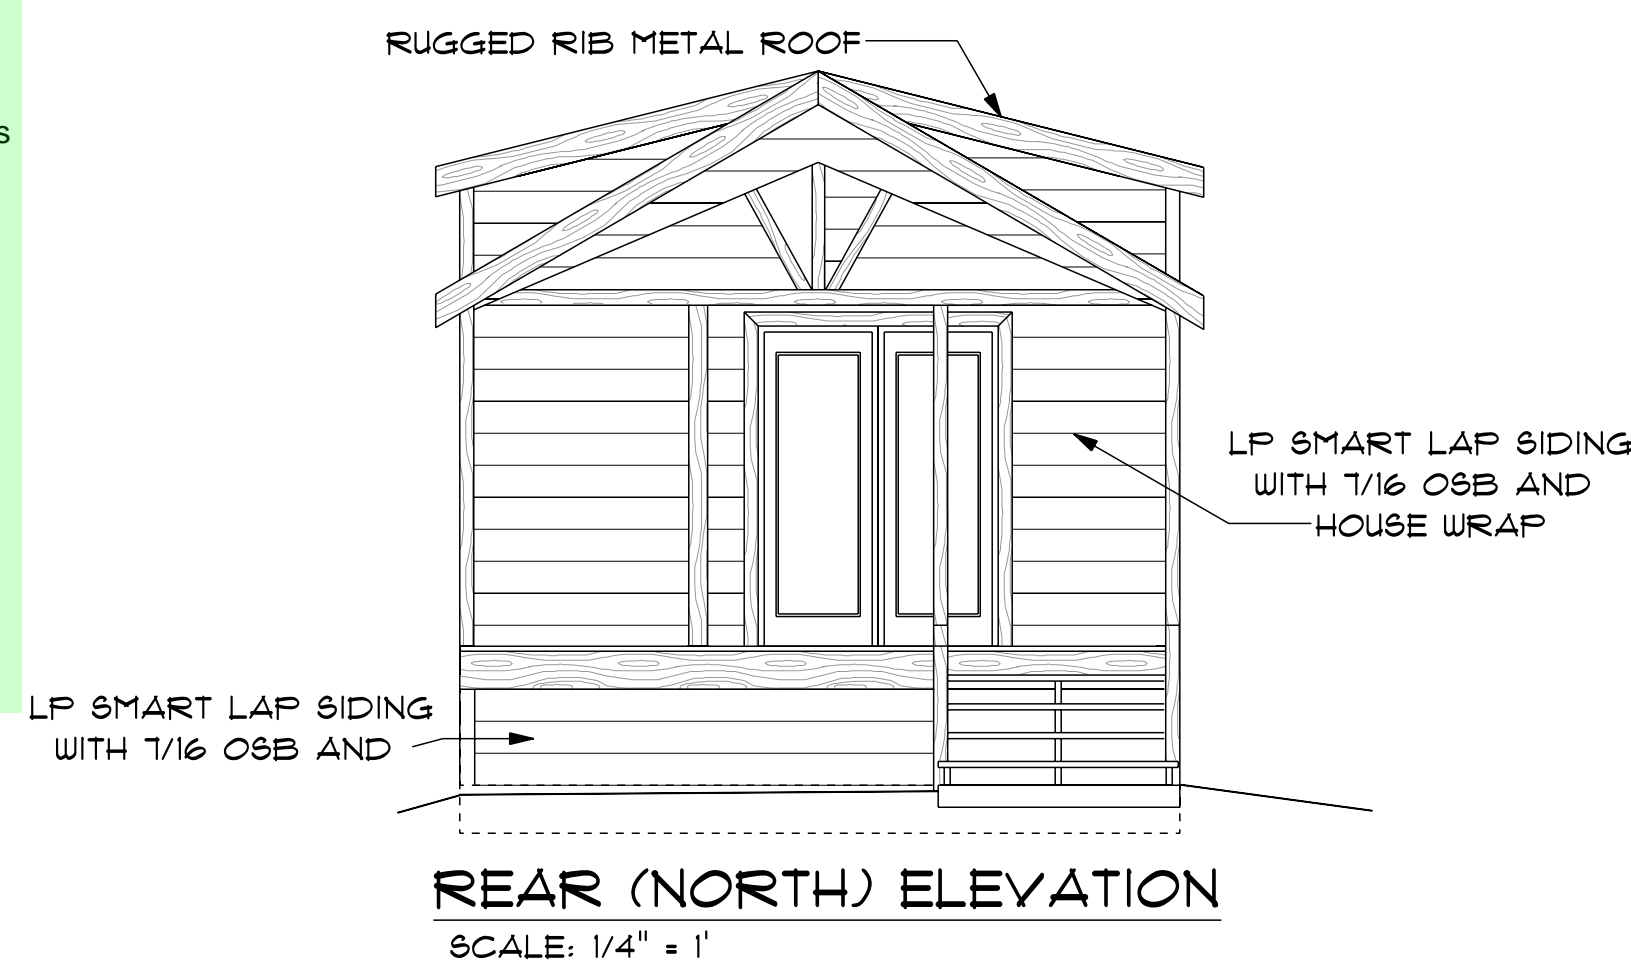 RUGGED RIB METAL ROOF
s
LP SMART LAP SIDING
WITH 7/16 OSB AND
HOUSE WRAP
LP SMART LAP SIDING
WITH 7/16 OSB AND
REAR (NORTH) ELEVATION
SCALE: 1/4" = 1'